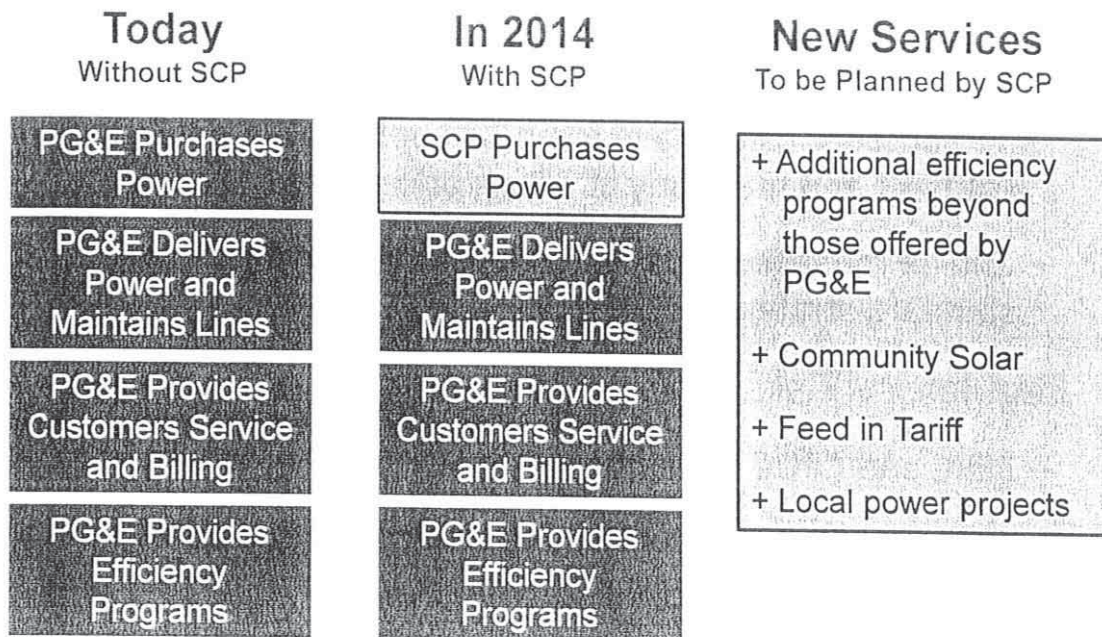 Today
Without SCP
PG&E Purchases
Power
PG&E Delivers
Power and
Maintains Lines
PG&E Provides
Customers Service
and Billing
PG&E Provides
Efficiency
Programs
In 2014
With SCP
SCP Purchases
Power
PG&E Delivers
Power and
Maintains Lines
PG&E Provides
Customers Service
and Billing
PG&E Provides
Efficiency
Programs
New Services
To be Planned by SCP
+ Additional efficiency
programs beyond
those offered by
PG&E
+ Community Solar
+ Feed in Tariff
+ Local power projects